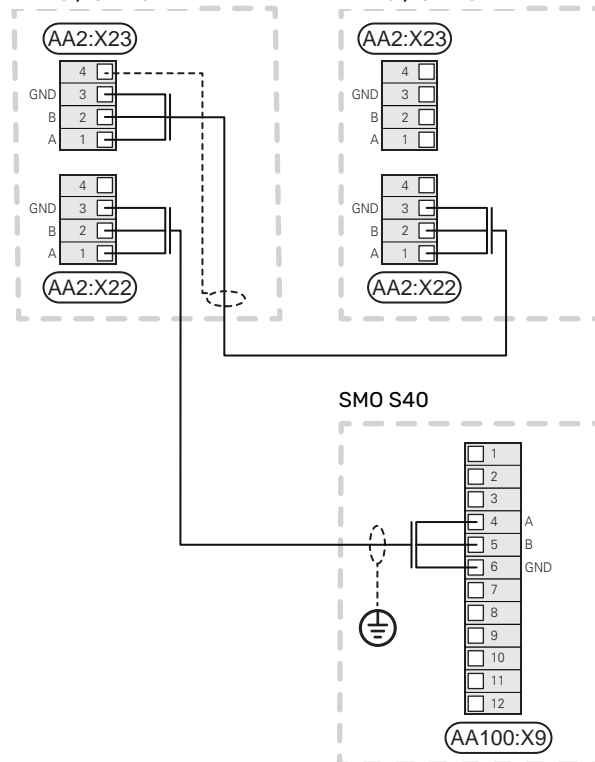 AA2:X23
4
GND 3
B 2
A 1
4
GND 3
B 2
A 1
AA2:X22
AA2:X23
4
GND 3
B 2
A 1
4
GND 3
B 2
A 1
AA2:X22
SMO S40
1
2
3
4 A
5 B
6 GND
7
8
9
10
11
12
AA100:X9